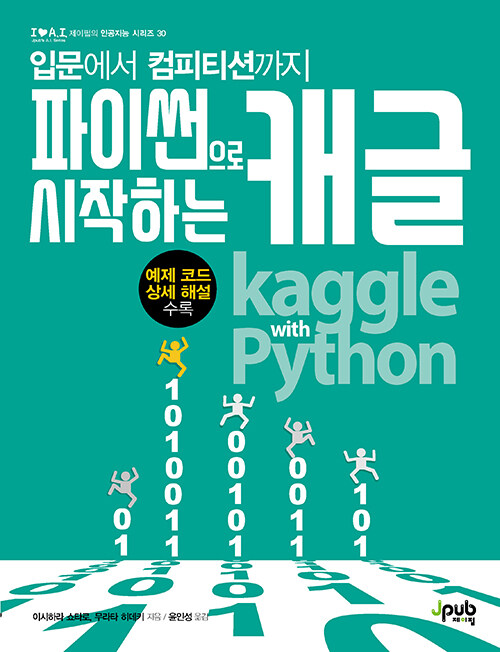 I ♥ A.I. 제이펍의 인공지능 시리즈 30
Jpub's A.I. Series
입문에서 컴피티션까지
파이썬으로
시작하는
캐글
예제 코드
상세 해설
수록
kaggle
with
Python
1
0
1
0
0
1
1
0
0
1
0
1
0
0
1
1
1
0
1
0
1
이시하라 쇼타로, 무라타 히데키 지음 / 윤인성 옮김
Jpub
제이펍